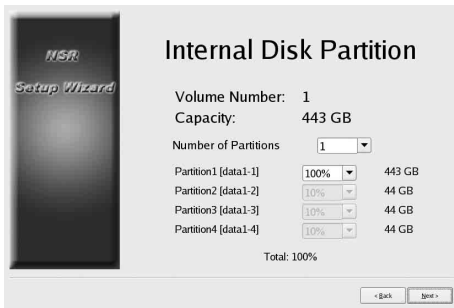 NSR
Setup Wizard
Internal Disk Partition
Volume Number: 1
Capacity: 443 GB
Number of Partitions 1
Partition1 [data1-1] 100% 443 GB
Partition2 [data1-2] 10% 44 GB
Partition3 [data1-3] 10% 44 GB
Partition4 [data1-4] 10% 44 GB
Total: 100%
< Back Next >